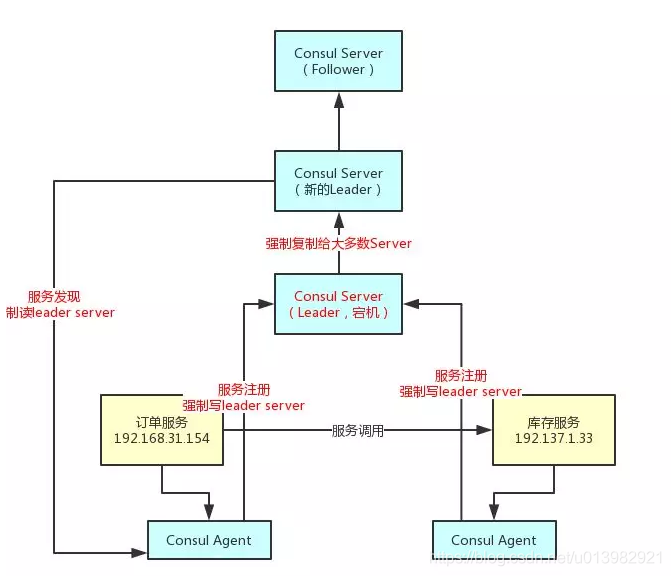 Consul Server
（Follower）
Consul Server
（新的Leader）
强制复制给大多数Server
服务发现
制读leader server
Consul Server
（Leader，宕机）
服务注册
强制写leader server
服务注册
强制写leader server
订单服务
192.168.31.154
服务调用
库存服务
192.137.1.33
Consul Agent
Consul Agent
https://blog.csdn.net/u013982921